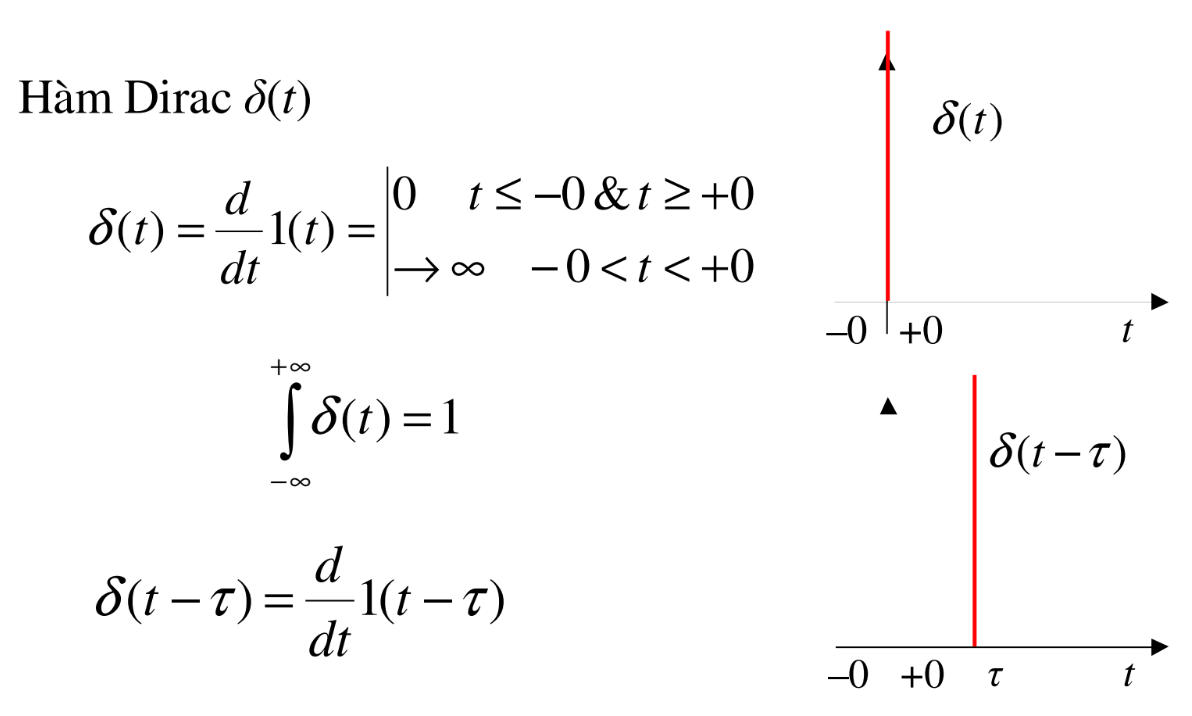 Hàm Dirac δ(t)
δ(t) = d/dt 1(t) = | 0 t ≤ –0 & t ≥ +0
→ ∞ – 0 < t < +0
∫_{−∞}^{+∞} δ(t) = 1
δ(t − τ) = d/dt 1(t − τ)
δ(t)
–0 +0 t
δ(t − τ)
–0 +0 τ t